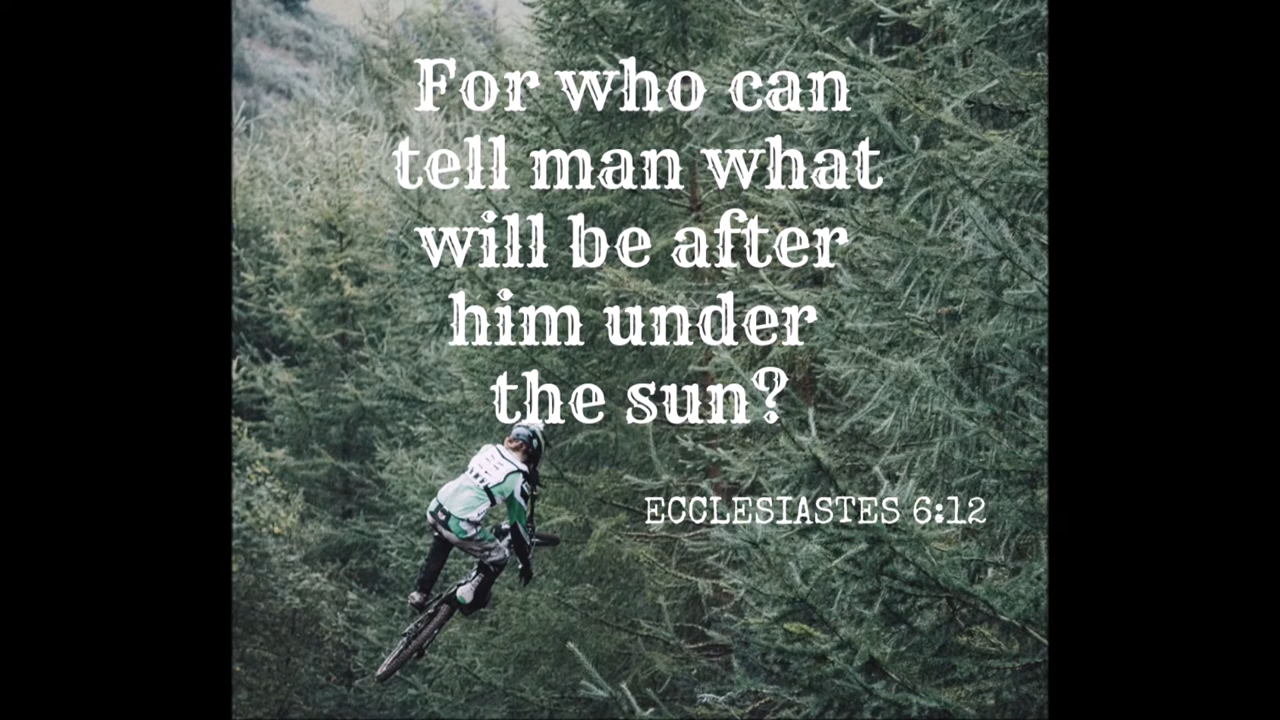 For who can
tell man what
will be after
him under
the sun?
ECCLESIASTES 6:12